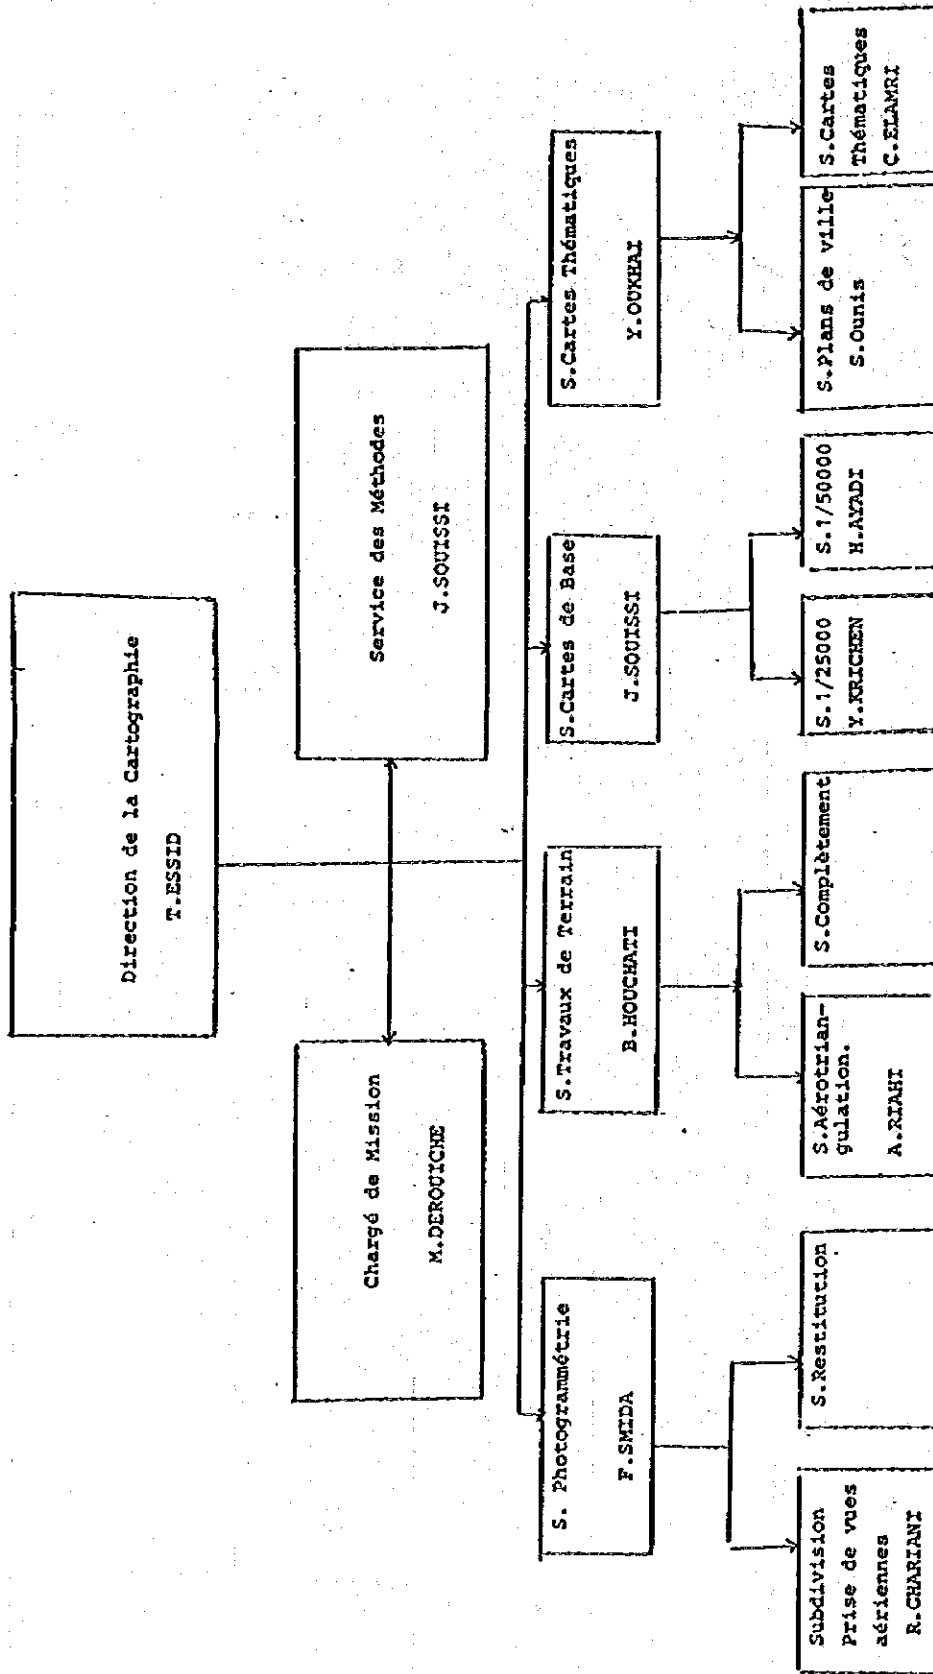 Direction de la Cartographie
T.ESSID
Chargé de Mission
M.DEROUICHE
Service des Méthodes
J.SOUISSI
S. Photogrammétrie
F.SMIDA
S.Travaux de Terrain
B.HOUCHATI
S.Cartes de Base
J.SOUISSI
S.Cartes Thématiques
Y.OUKHAI
Subdivision
Prise de vues
aériennes
R.CHARIANI
S.Restitution
S.Aérotrian-
gulation.
A.RIAHI
S.Complètement
S.1/25000
Y.KRICHEN
S.1/50000
H.AYADI
S.Plans de ville
S.Ounis
S.Cartes
Thématiques
C.ELAMRI